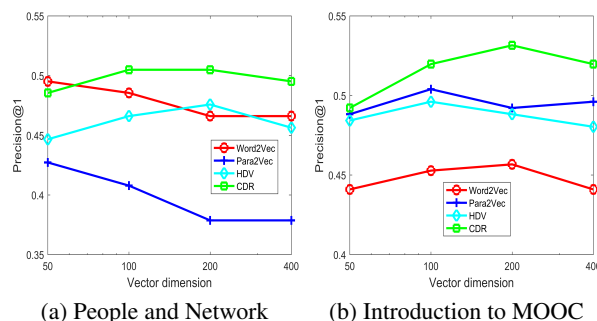 0.55
0.5
0.45
0.4
0.35
Precision@1
50 100 200 400
Vector dimension
Word2Vec
Para2Vec
HDV
CDR
(a) People and Network
0.55
0.5
0.45
0.4
Precision@1
50 100 200 400
Vector dimension
Word2Vec
Para2Vec
HDV
CDR
(b) Introduction to MOOC